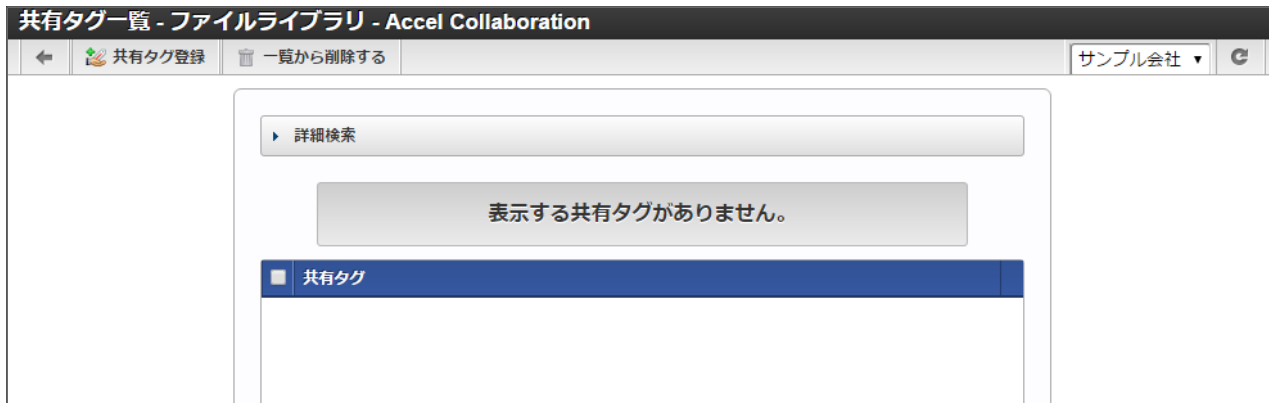 共有タグ一覧 - ファイルライブラリ - Accel Collaboration
共有タグ登録 一覧から削除する サンプル会社
詳細検索
表示する共有タグがありません。
共有タグ